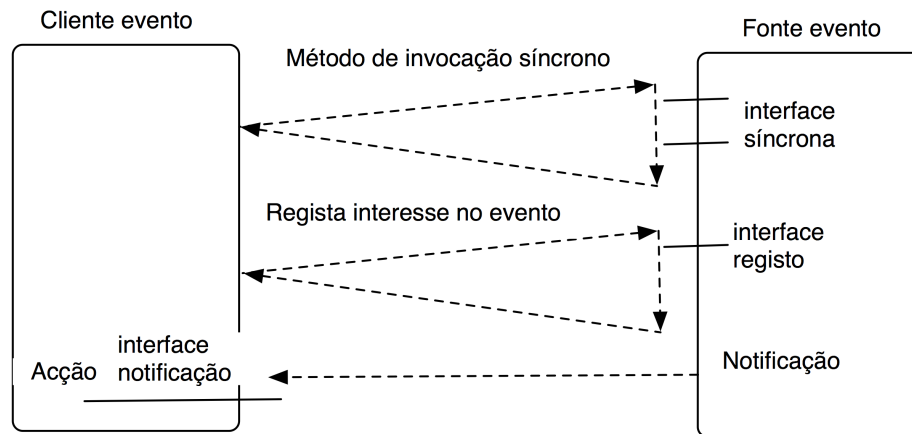 Cliente evento
Fonte evento
Método de invocação síncrono
interface
síncrona
Regista interesse no evento
interface
registo
interface
Acção notificação
Notificação